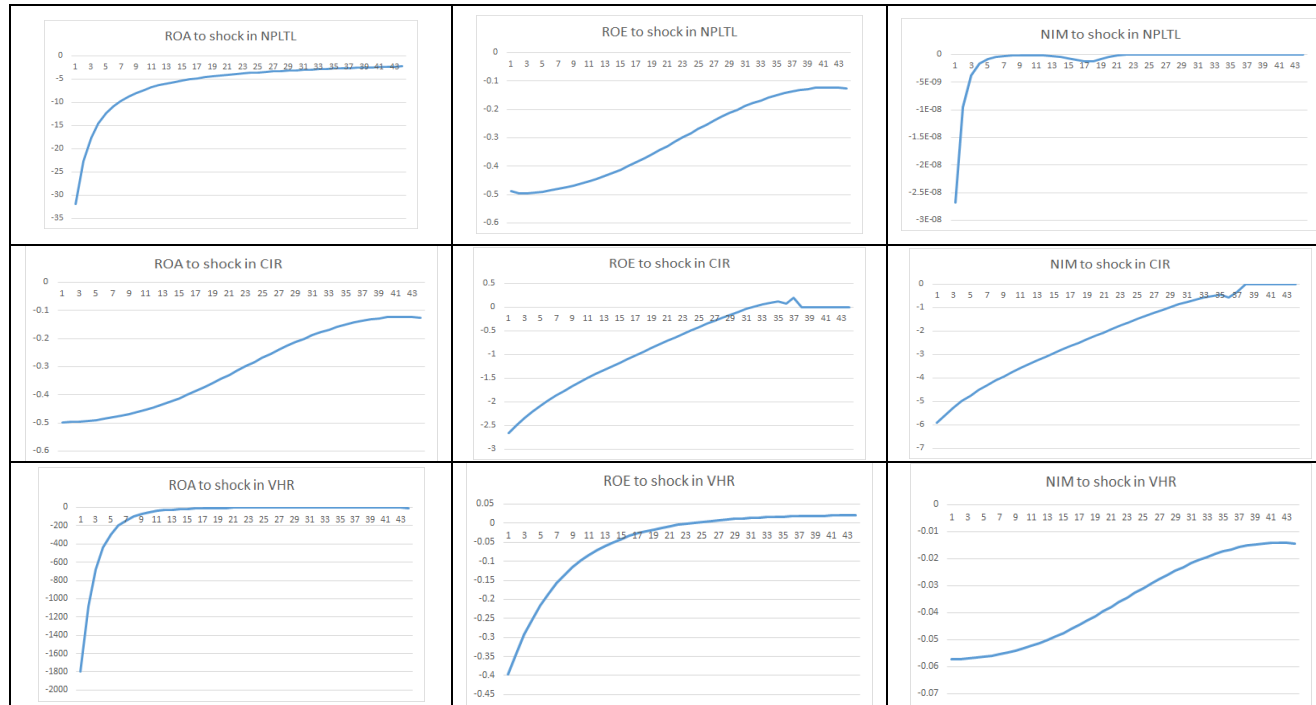 ROA to shock in NPLTL
0
1 3 5 7 9 11 13 15 17 19 21 23 25 27 29 31 33 35 37 39 41 43
-5
-10
-15
-20
-25
-30
-35
ROE to shock in NPLTL
0
1 3 5 7 9 11 13 15 17 19 21 23 25 27 29 31 33 35 37 39 41 43
-0.1
-0.2
-0.3
-0.4
-0.5
-0.6
NIM to shock in NPLTL
0
1 3 5 7 9 11 13 15 17 19 21 23 25 27 29 31 33 35 37 39 41 43
-5E-09
-1E-08
-1.5E-08
-2E-08
-2.5E-08
-3E-08
ROA to shock in CIR
0
1 3 5 7 9 11 13 15 17 19 21 23 25 27 29 31 33 35 37 39 41 43
-0.1
-0.2
-0.3
-0.4
-0.5
-0.6
ROE to shock in CIR
0.5
0
1 3 5 7 9 11 13 15 17 19 21 23 25 27 29 31 33 35 37 39 41 43
-0.5
-1
-1.5
-2
-2.5
-3
NIM to shock in CIR
0
1 3 5 7 9 11 13 15 17 19 21 23 25 27 29 31 33 35 37 39 41 43
-1
-2
-3
-4
-5
-6
-7
ROA to shock in VHR
0
1 3 5 7 9 11 13 15 17 19 21 23 25 27 29 31 33 35 37 39 41 43
-200
-400
-600
-800
-1000
-1200
-1400
-1600
-1800
-2000
ROE to shock in VHR
0.05
0
1 3 5 7 9 11 13 15 17 19 21 23 25 27 29 31 33 35 37 39 41 43
-0.05
-0.1
-0.15
-0.2
-0.25
-0.3
-0.35
-0.4
-0.45
NIM to shock in VHR
0
1 3 5 7 9 11 13 15 17 19 21 23 25 27 29 31 33 35 37 39 41 43
-0.01
-0.02
-0.03
-0.04
-0.05
-0.06
-0.07